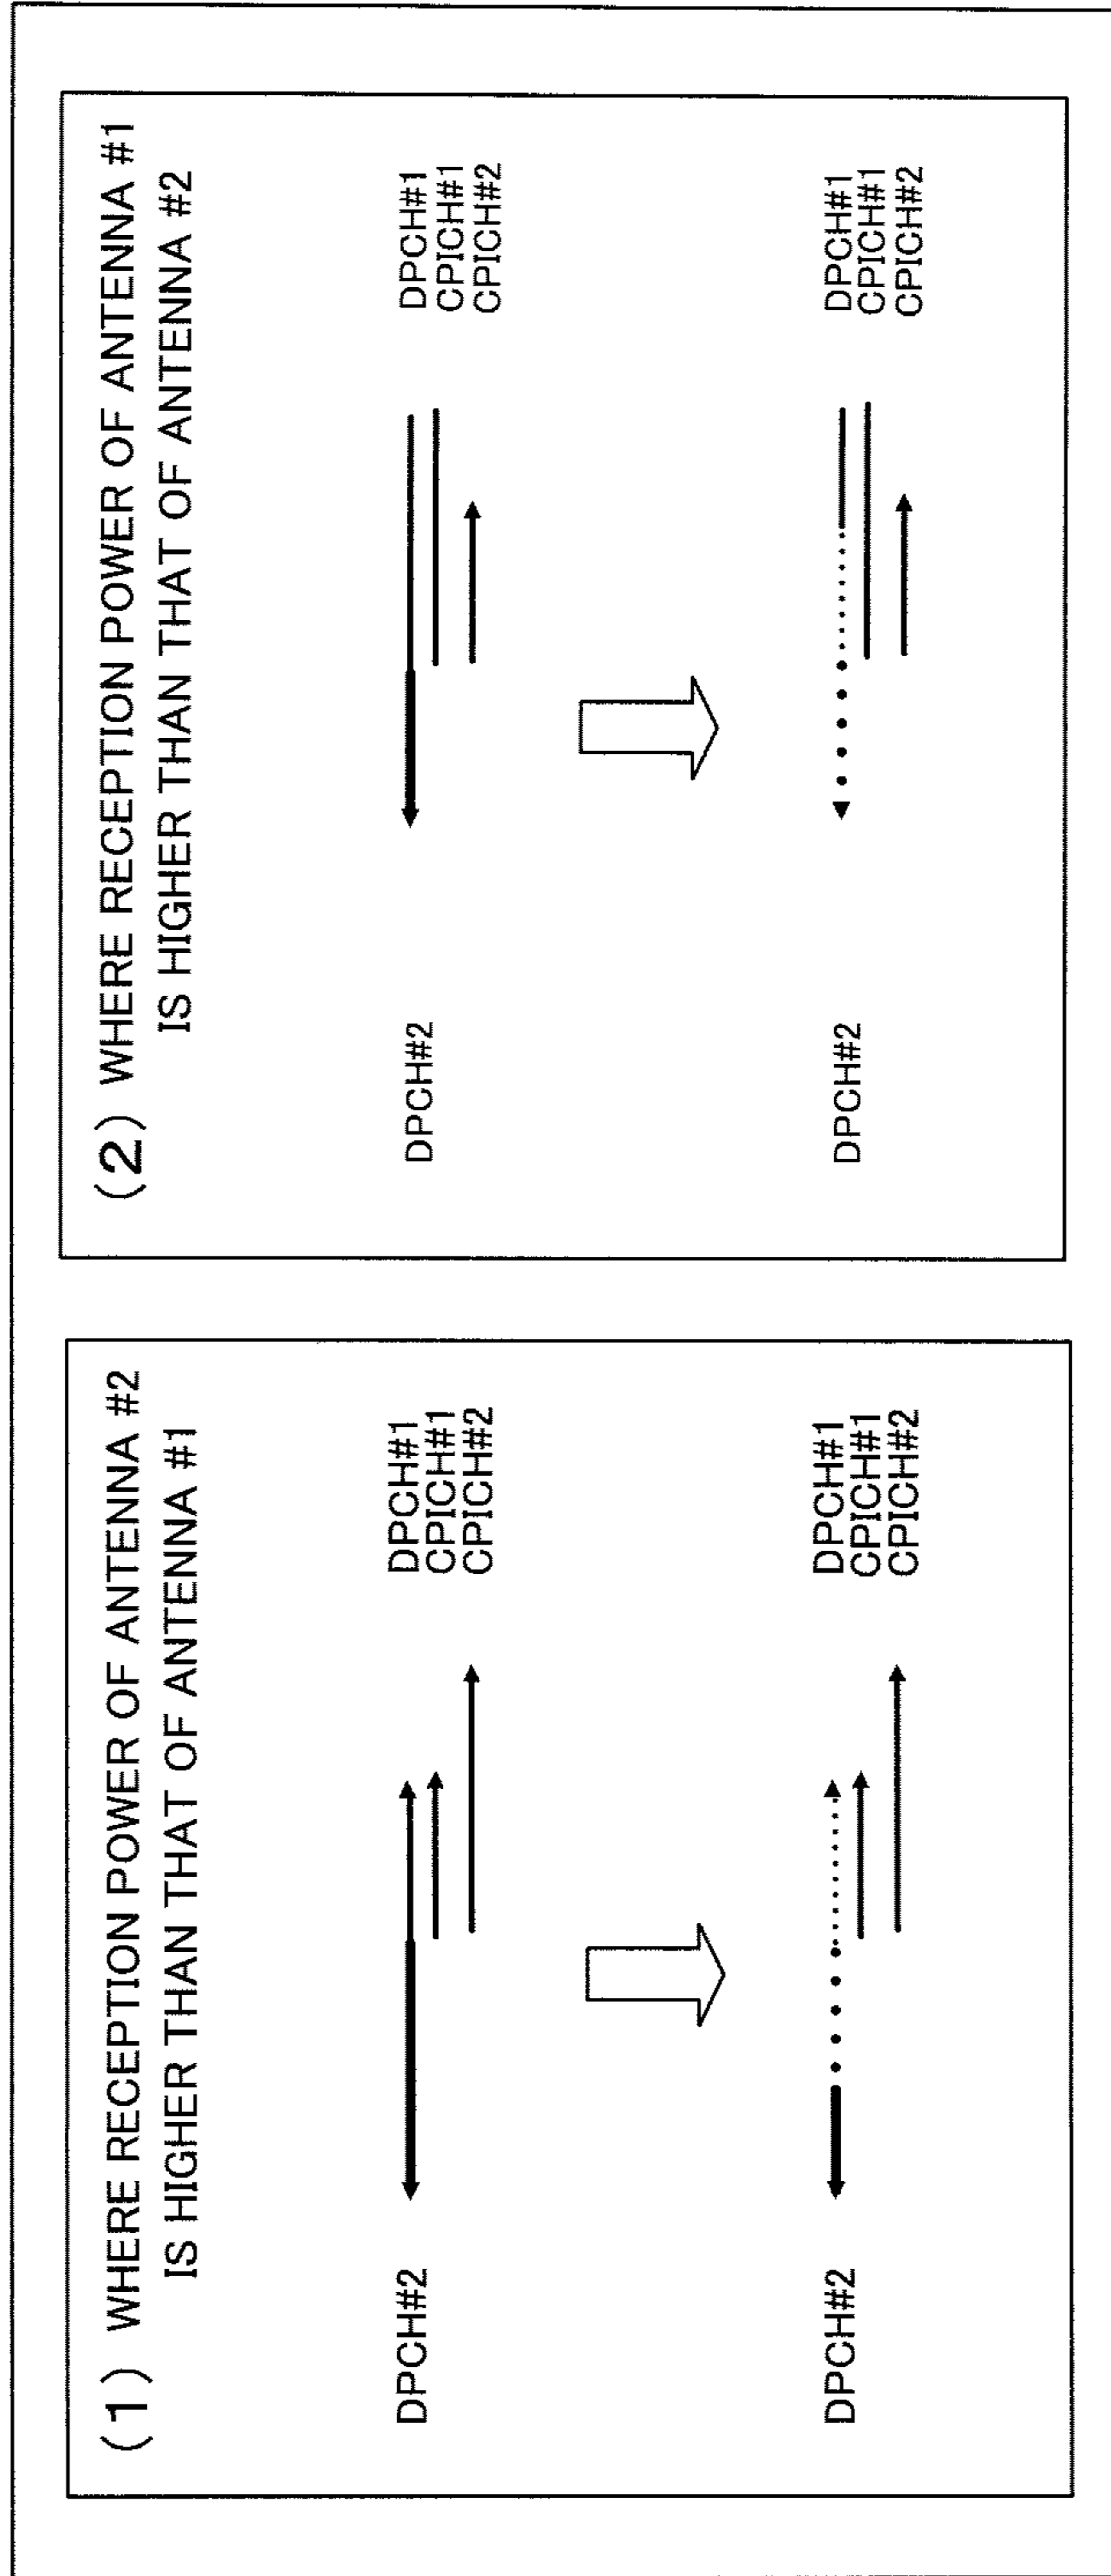 (1) WHERE RECEPTION POWER OF ANTENNA #2
IS HIGHER THAN THAT OF ANTENNA #1
DPCH#2
DPCH#1
CPICH#1
CPICH#2
DPCH#2
DPCH#1
CPICH#1
CPICH#2
(2) WHERE RECEPTION POWER OF ANTENNA #1
IS HIGHER THAN THAT OF ANTENNA #2
DPCH#2
DPCH#1
CPICH#1
CPICH#2
DPCH#2
DPCH#1
CPICH#1
CPICH#2